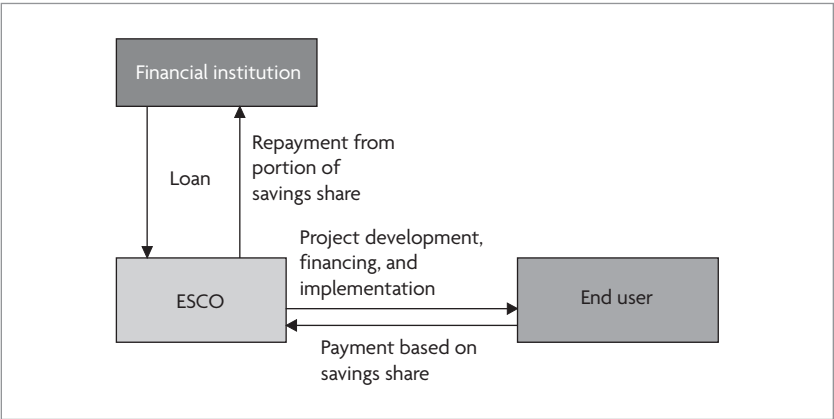 Financial institution
Loan
Repayment from
portion of
savings share
Project development,
financing, and
implementation
ESCO
End user
Payment based on
savings share